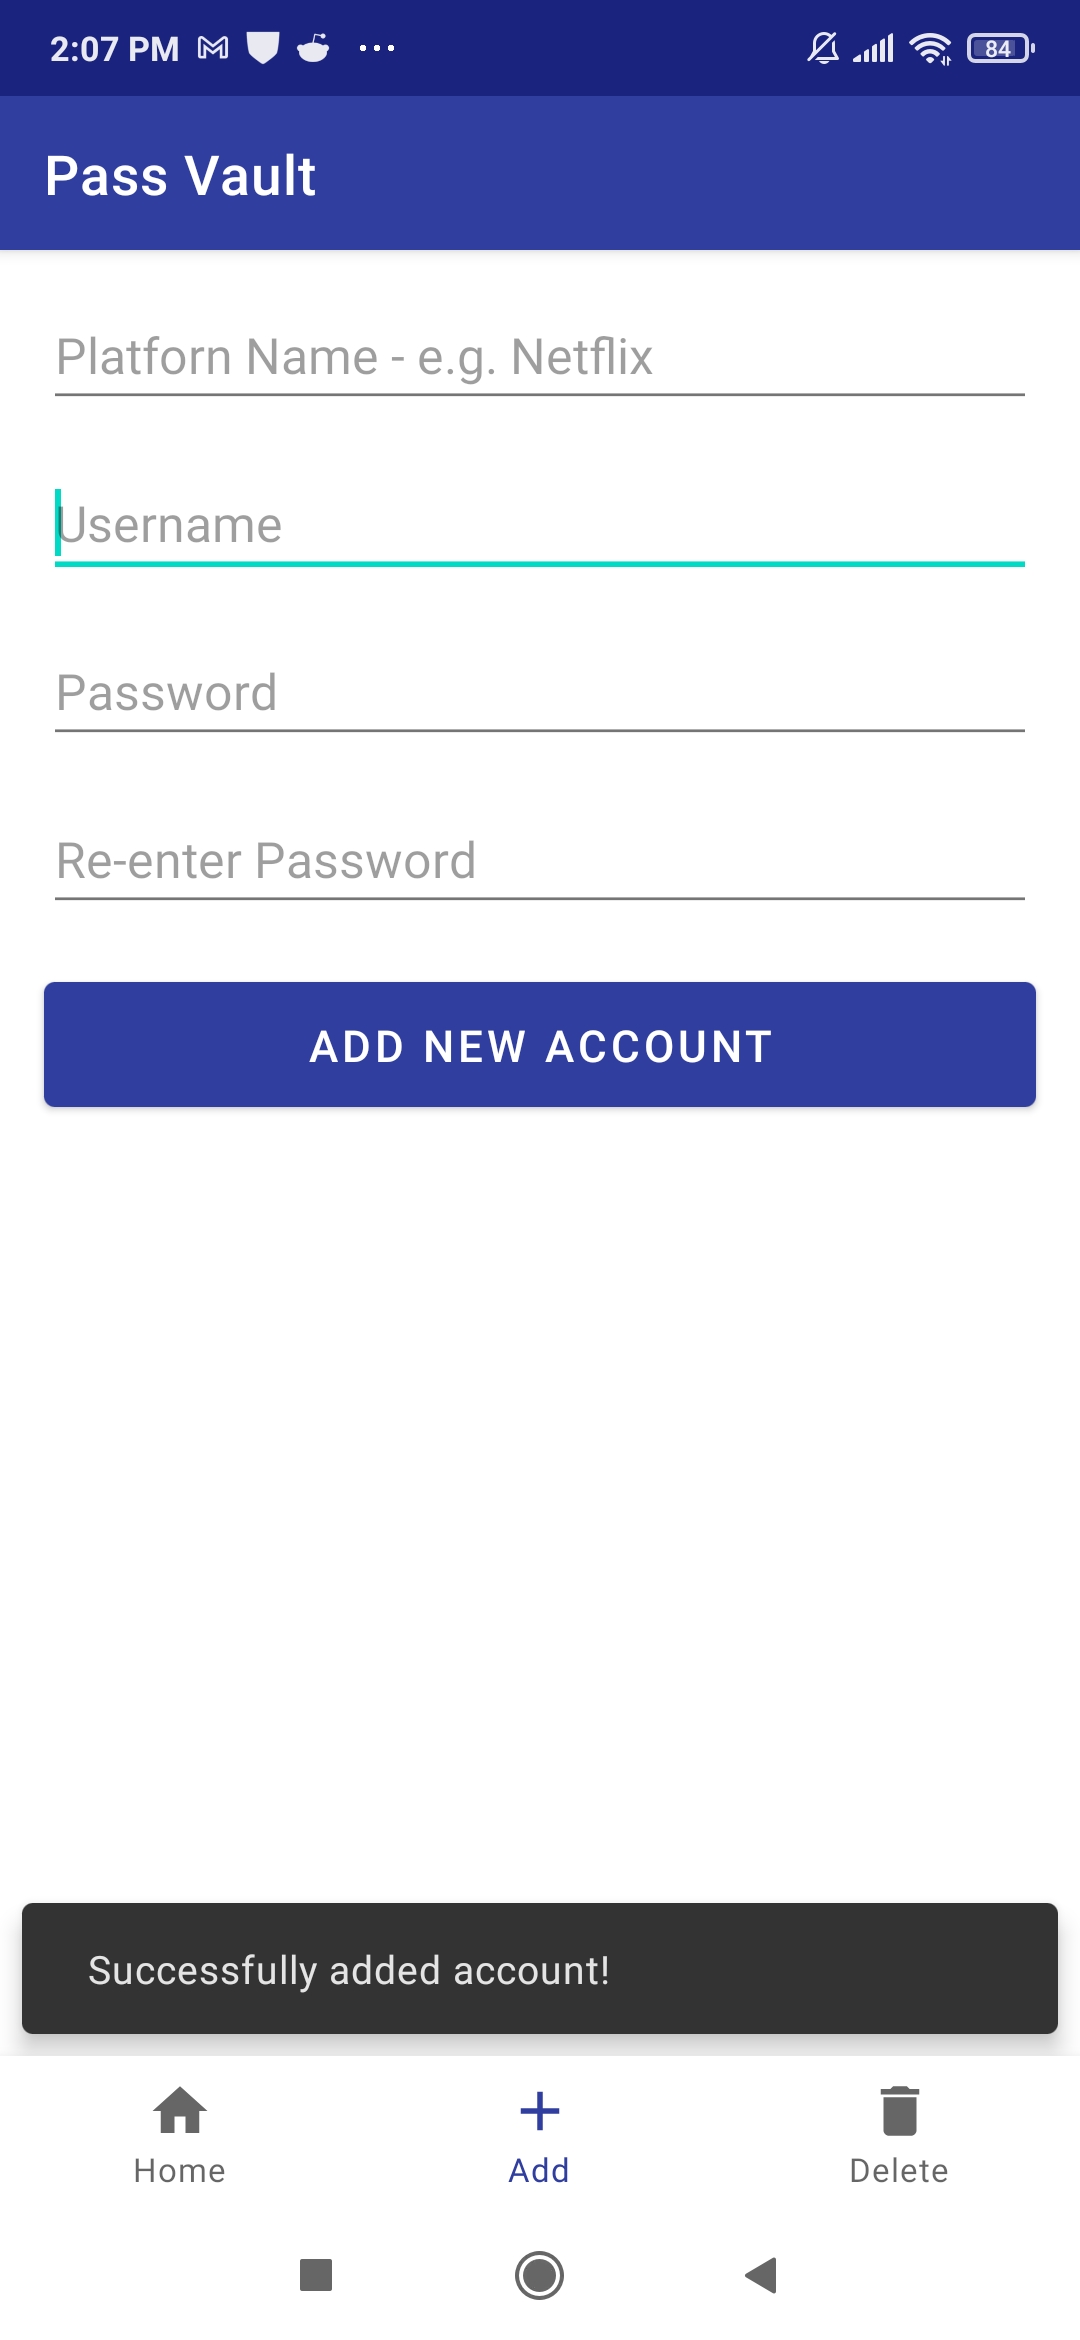 2:07 PM
84
Pass Vault
Platforn Name - e.g. Netflix
Username
Password
Re-enter Password
ADD NEW ACCOUNT
Successfully added account!
Home
Add
Delete